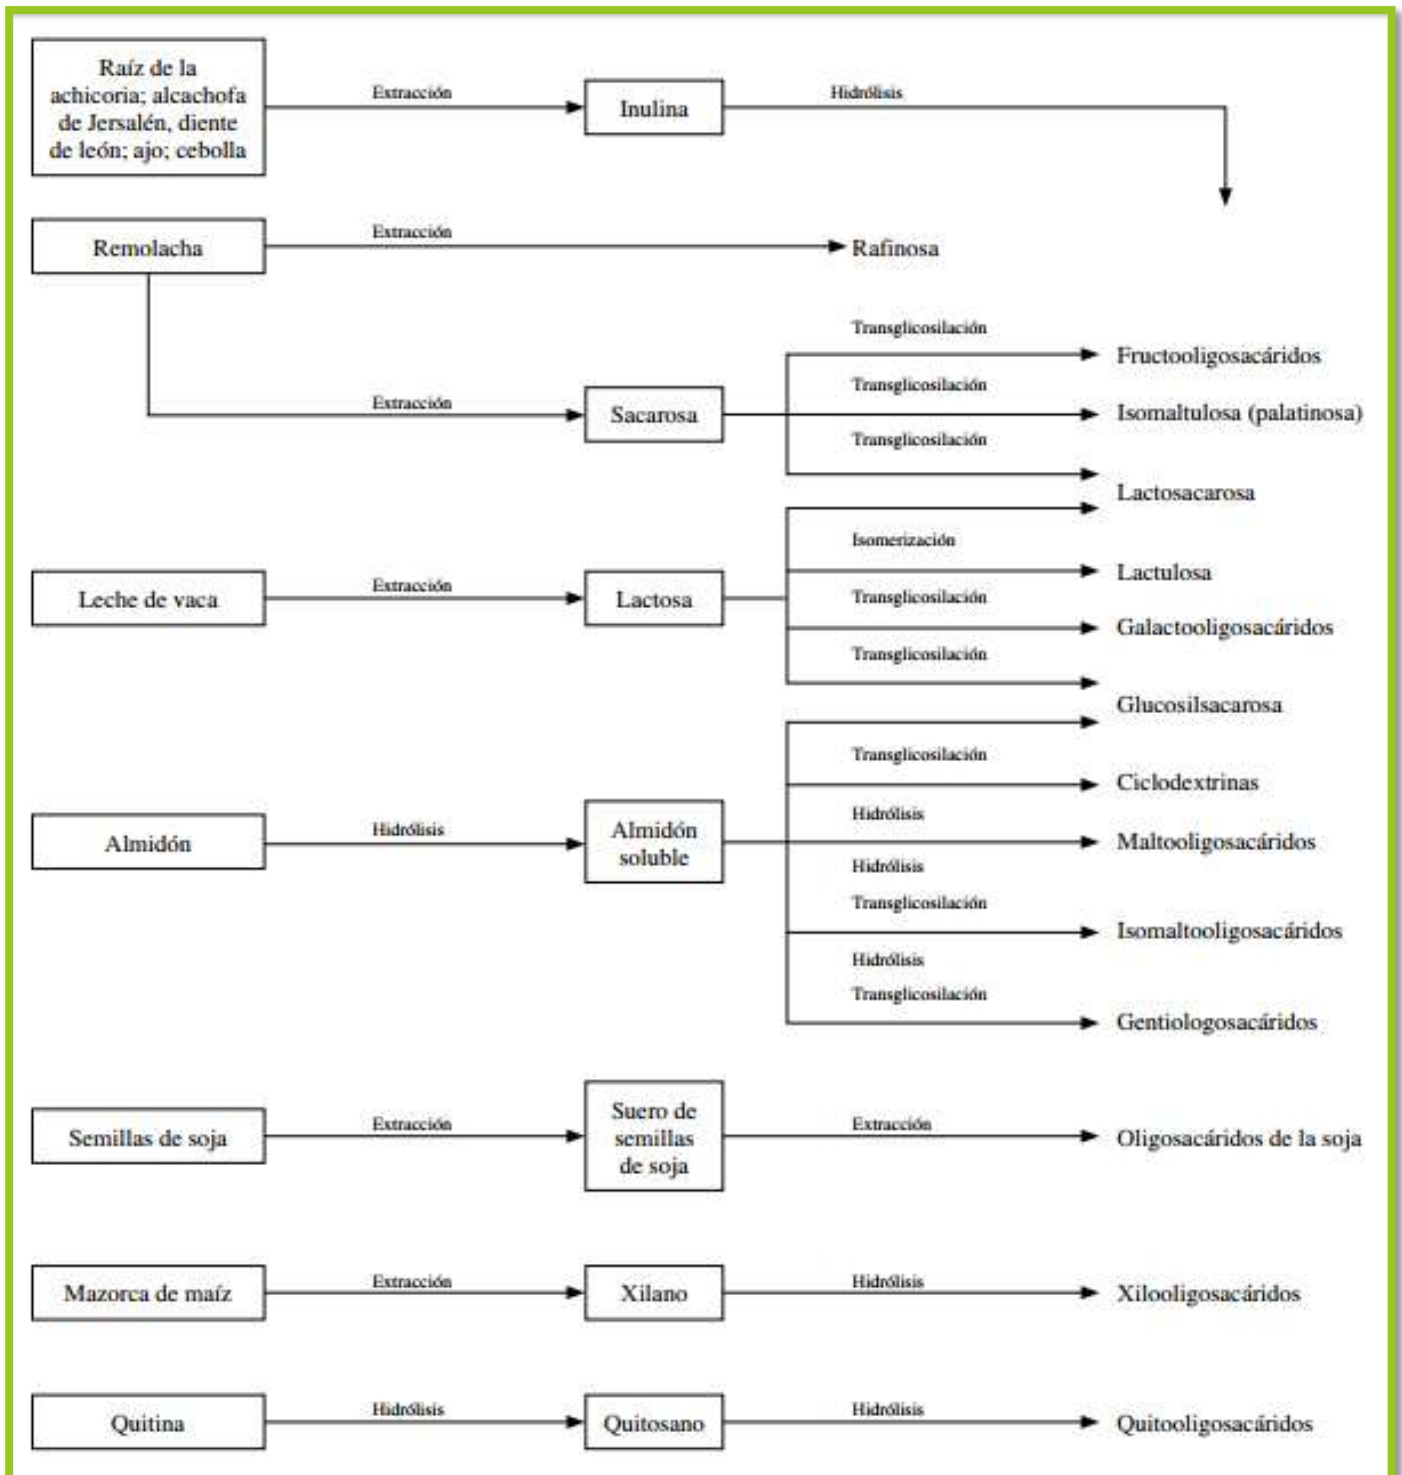 Raíz de la
achicoria; alcachofa
de Jersalén, diente
de león; ajo; cebolla
Extracción
Inulina
Hidrólisis
Remolacha
Extracción
Rafinosa
Extracción
Sacarosa
Transglicosilación
Fructooligosacáridos
Transglicosilación
Isomaltulosa (palatinosa)
Transglicosilación
Lactosacarosa
Leche de vaca
Extracción
Lactosa
Isomerización
Lactulosa
Transglicosilación
Galactooligosacáridos
Transglicosilación
Glucosilsacarosa
Almidón
Hidrólisis
Almidón
soluble
Transglicosilación
Ciclodextrinas
Hidrólisis
Maltooligosacáridos
Hidrólisis
Transglicosilación
Isomaltooligosacáridos
Hidrólisis
Transglicosilación
Gentiologosacáridos
Semillas de soja
Extracción
Suero de
semillas
de soja
Extracción
Oligosacáridos de la soja
Mazorca de maíz
Extracción
Xilano
Hidrólisis
Xilooligosacáridos
Quitina
Hidrólisis
Quitosano
Hidrólisis
Quitooligosacáridos